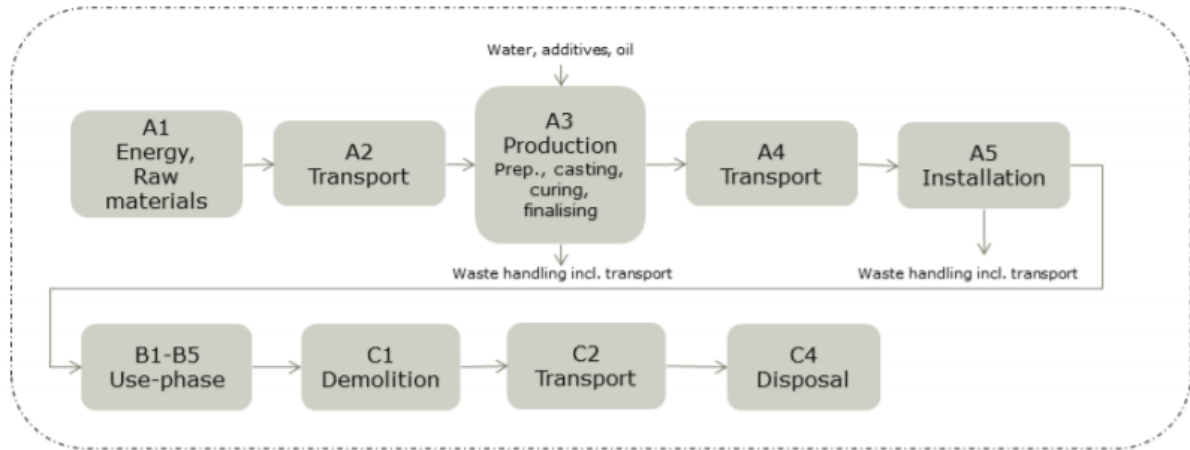 Water, additives, oil
A1
Energy,
Raw
materials
A2
Transport
A3
Production
Prep., casting,
curing,
finalising
A4
Transport
A5
Installation
Waste handling incl. transport
Waste handling incl. transport
B1-B5
Use-phase
C1
Demolition
C2
Transport
C4
Disposal